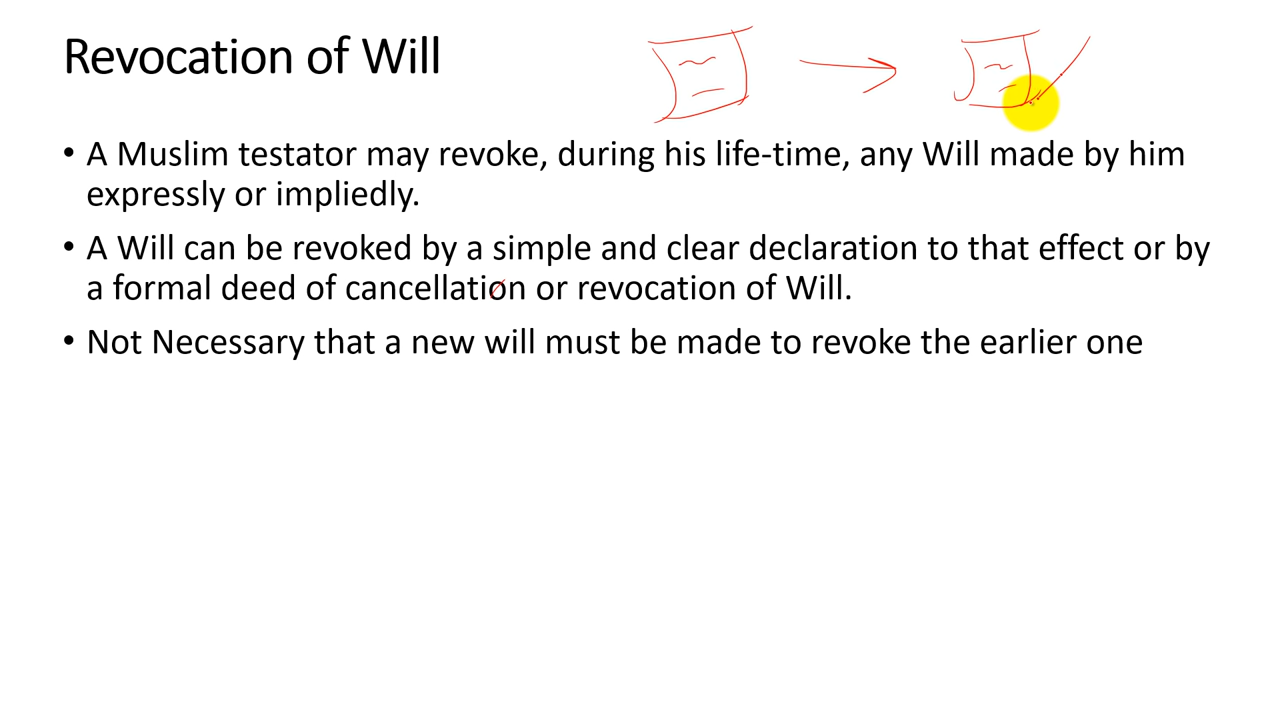 Revocation of Will
• A Muslim testator may revoke, during his life-time, any Will made by him
expressly or impliedly.
• A Will can be revoked by a simple and clear declaration to that effect or by
a formal deed of cancellation or revocation of Will.
• Not Necessary that a new will must be made to revoke the earlier one